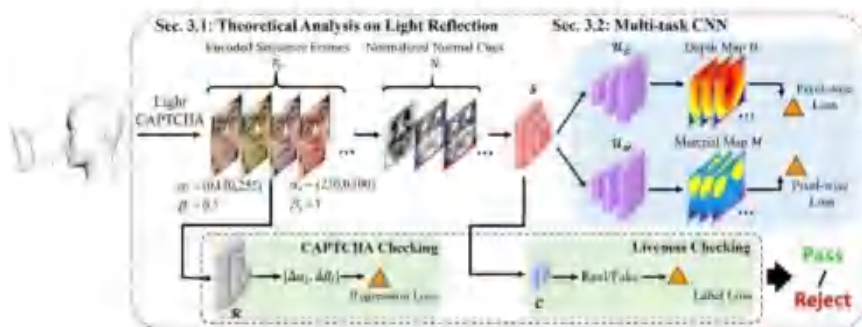 Sec. 3.1: Theoretical Analysis on Light Reflection
Sec. 3.2: Multi-task CNN
Encoded Sequence Frames
Normalized Normal Cues
Depth Map
Light
CAPTCHA
S
Pixel-wise
Loss
Material Map M
Pixel-wise
Loss
CAPTCHA Checking
Liveness Checking
Regression Loss
R
Real/Fake
C
Label Loss
Pass
/
Reject